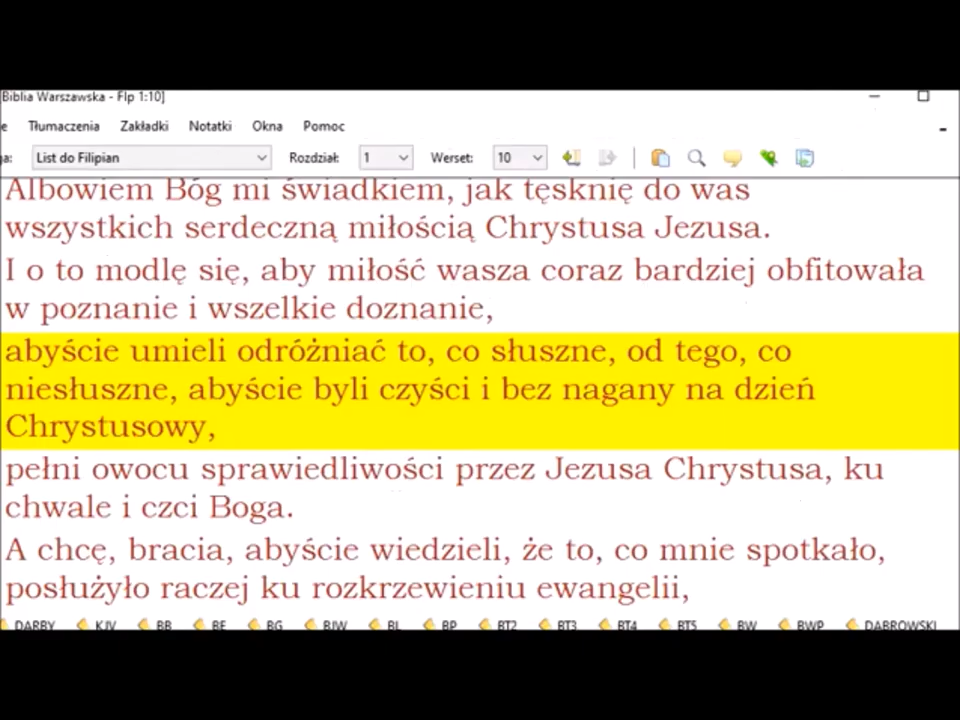 [Biblia Warszawska - Flp 1:10]
e Tłumaczenia Zakładki Notatki Okna Pomoc
ga: List do Filipian Rozdział: 1 Werset: 10
Albowiem Bóg mi świadkiem, jak tęsknię do was
wszystkich serdeczną miłością Chrystusa Jezusa.
I o to modlę się, aby miłość wasza coraz bardziej obfitowała
w poznanie i wszelkie doznanie,
abyście umieli odróżniać to, co słuszne, od tego, co
niesłuszne, abyście byli czyści i bez nagany na dzień
Chrystusowy,
pełni owocu sprawiedliwości przez Jezusa Chrystusa, ku
chwale i czci Boga.
A chcę, bracia, abyście wiedzieli, że to, co mnie spotkało,
posłużyło raczej ku rozkrzewieniu ewangelii,
DARBY KJV BB BE BG BJW BL BP BT2 BT3 BT4 BT5 BW BWP DABROWSKI